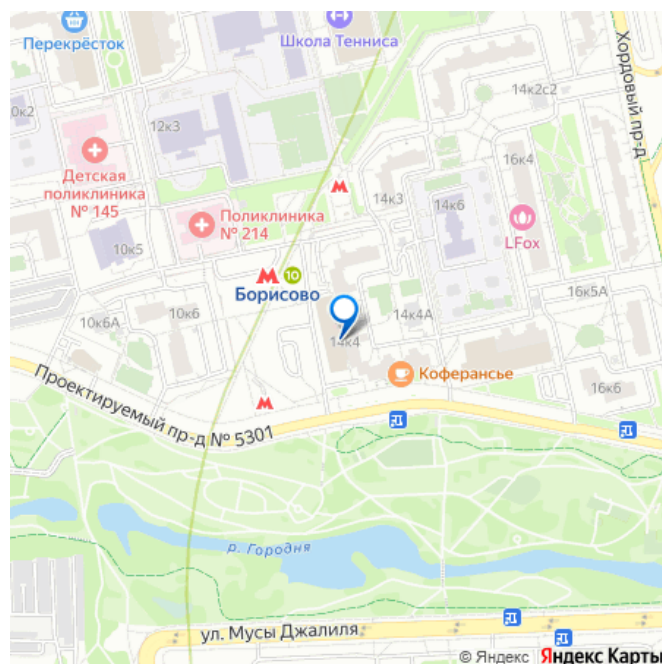 Перекрёсток
Школа Тенниса
Хордовый пр-д
10к2
12к3
14к2с2
Детская
поликлиника
№ 145
16к4
14к3
14к6
Поликлиника
№ 214
LFox
10к5
10
Борисово
16к5А
10к6А
10к6
14к4А
14к4
Коферансье
16к6
Проектируемый пр-д № 5301
р. Городня
ул. Мусы Джалиля
© Яндекс Яндекс Карты